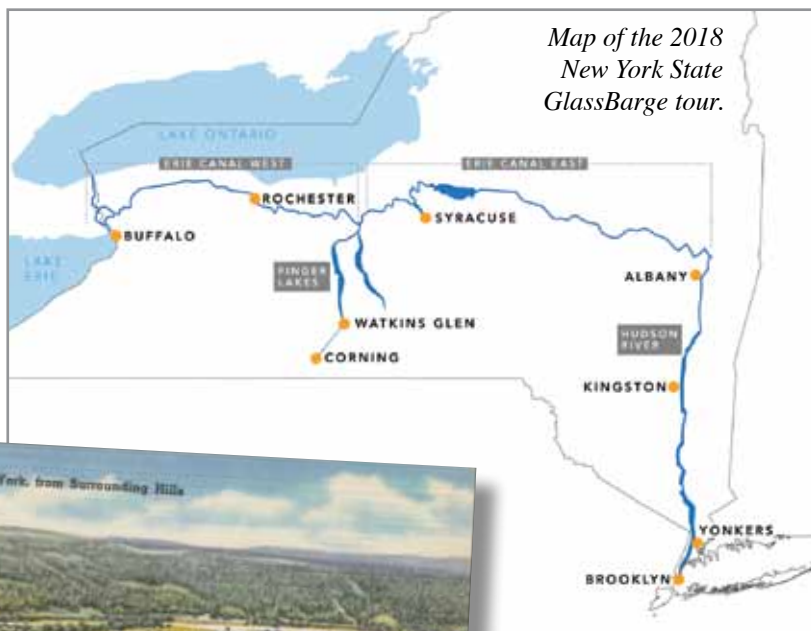 Map of the 2018
New York State
GlassBarge tour.
LAKE ONTARIO
ERIE CANAL WEST
ERIE CANAL EAST
ROCHESTER
SYRACUSE
BUFFALO
LAKE
ERIE
FINGER
LAKES
ALBANY
WATKINS GLEN
HUDSON
RIVER
CORNING
KINGSTON
York, from Surrounding Hills
YONKERS
BROOKLYN